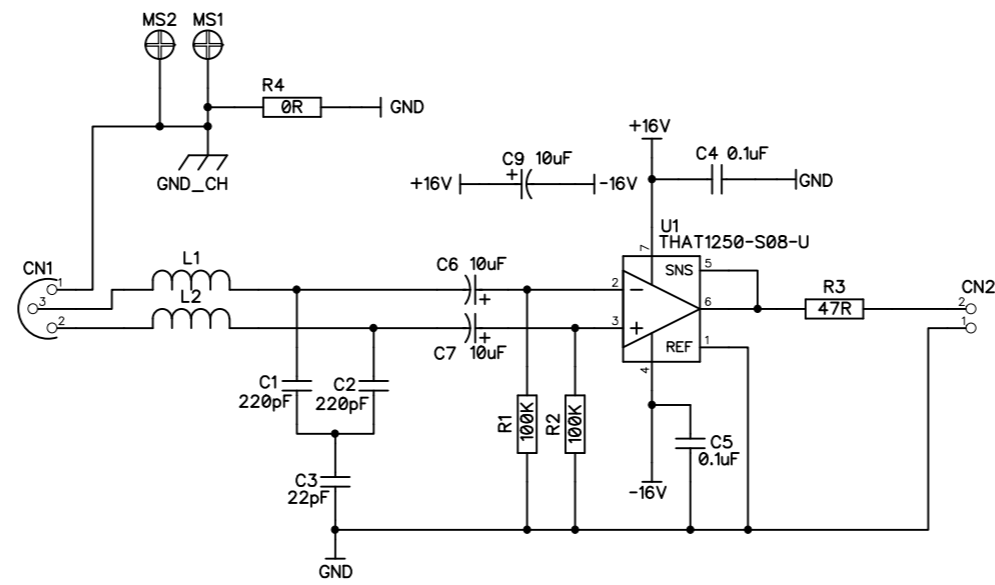 MS2 MS1
R4
0R
GND
GND_CH
+16V
C9 10uF
C4 0.1uF
+16V
+
-16V
GND
U1
THAT1250-S08-U
7
CN1
1
3
2
L1
L2
C6 10uF
+
C7 10uF
+
2
3
−
+
SNS
REF
5
6
1
4
R3
47R
CN2
2
1
C1
220pF
C2
220pF
R1
100K
R2
100K
C5
0.1uF
-16V
C3
22pF
GND